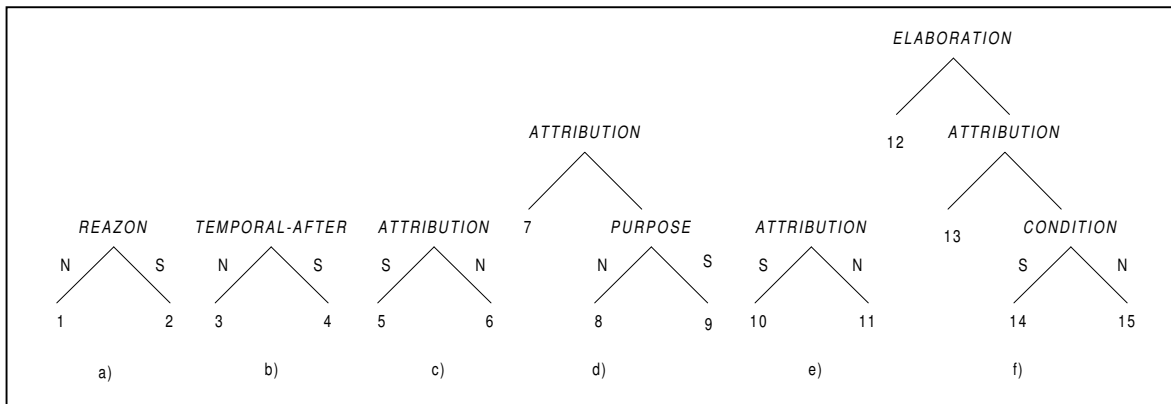 ELABORATION
12 ATTRIBUTION
ATTRIBUTION
7 PURPOSE 13 CONDITION
REAZON TEMPORAL-AFTER ATTRIBUTION ATTRIBUTION
N S N S S N N S S N S N
1 2 3 4 5 6 8 9 10 11 14 15
a) b) c) d) e) f)